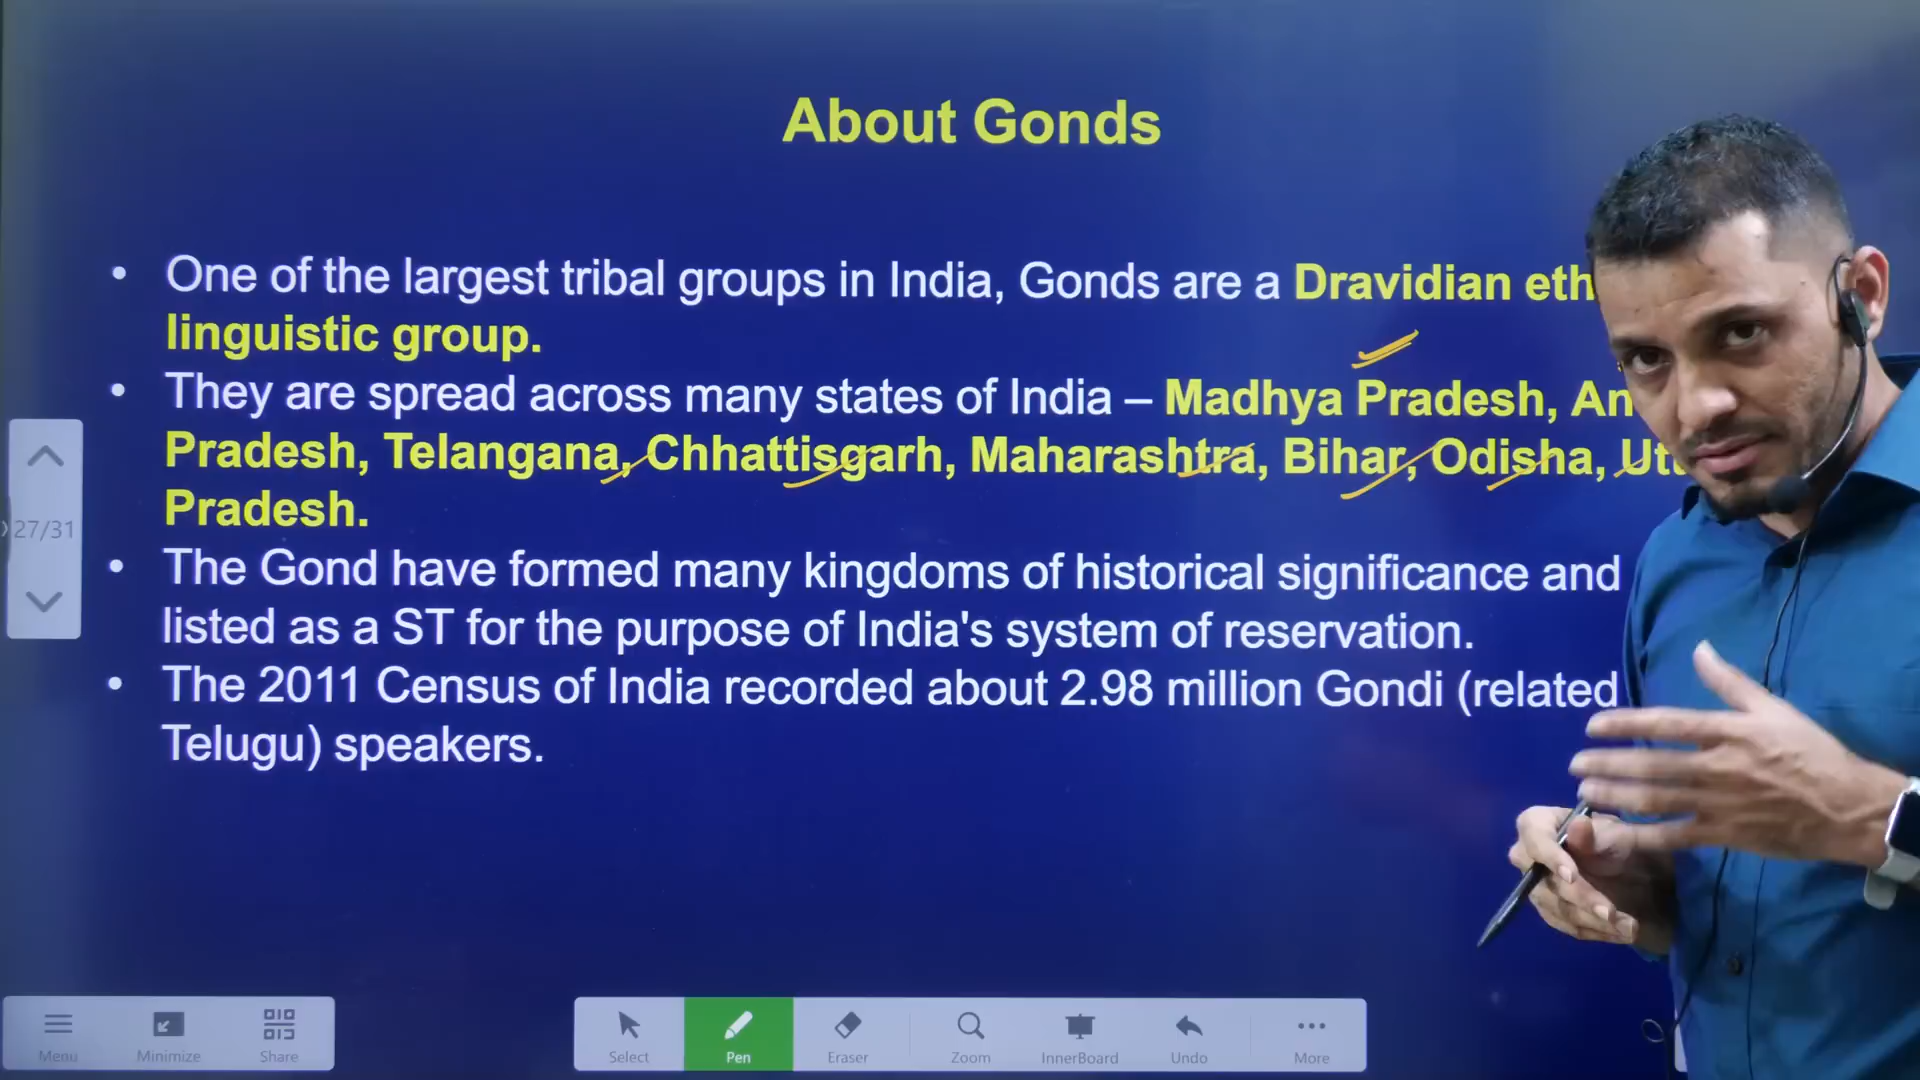 About Gonds
• One of the largest tribal groups in India, Gonds are a Dravidian eth
linguistic group.
• They are spread across many states of India – Madhya Pradesh, An
Pradesh, Telangana, Chhattisgarh, Maharashtra, Bihar, Odisha, Utt
Pradesh.
• The Gond have formed many kingdoms of historical significance and
listed as a ST for the purpose of India's system of reservation.
• The 2011 Census of India recorded about 2.98 million Gondi (related
Telugu) speakers.
27/31
Menu Minimize Share
Select Pen Eraser Zoom InnerBoard Undo More